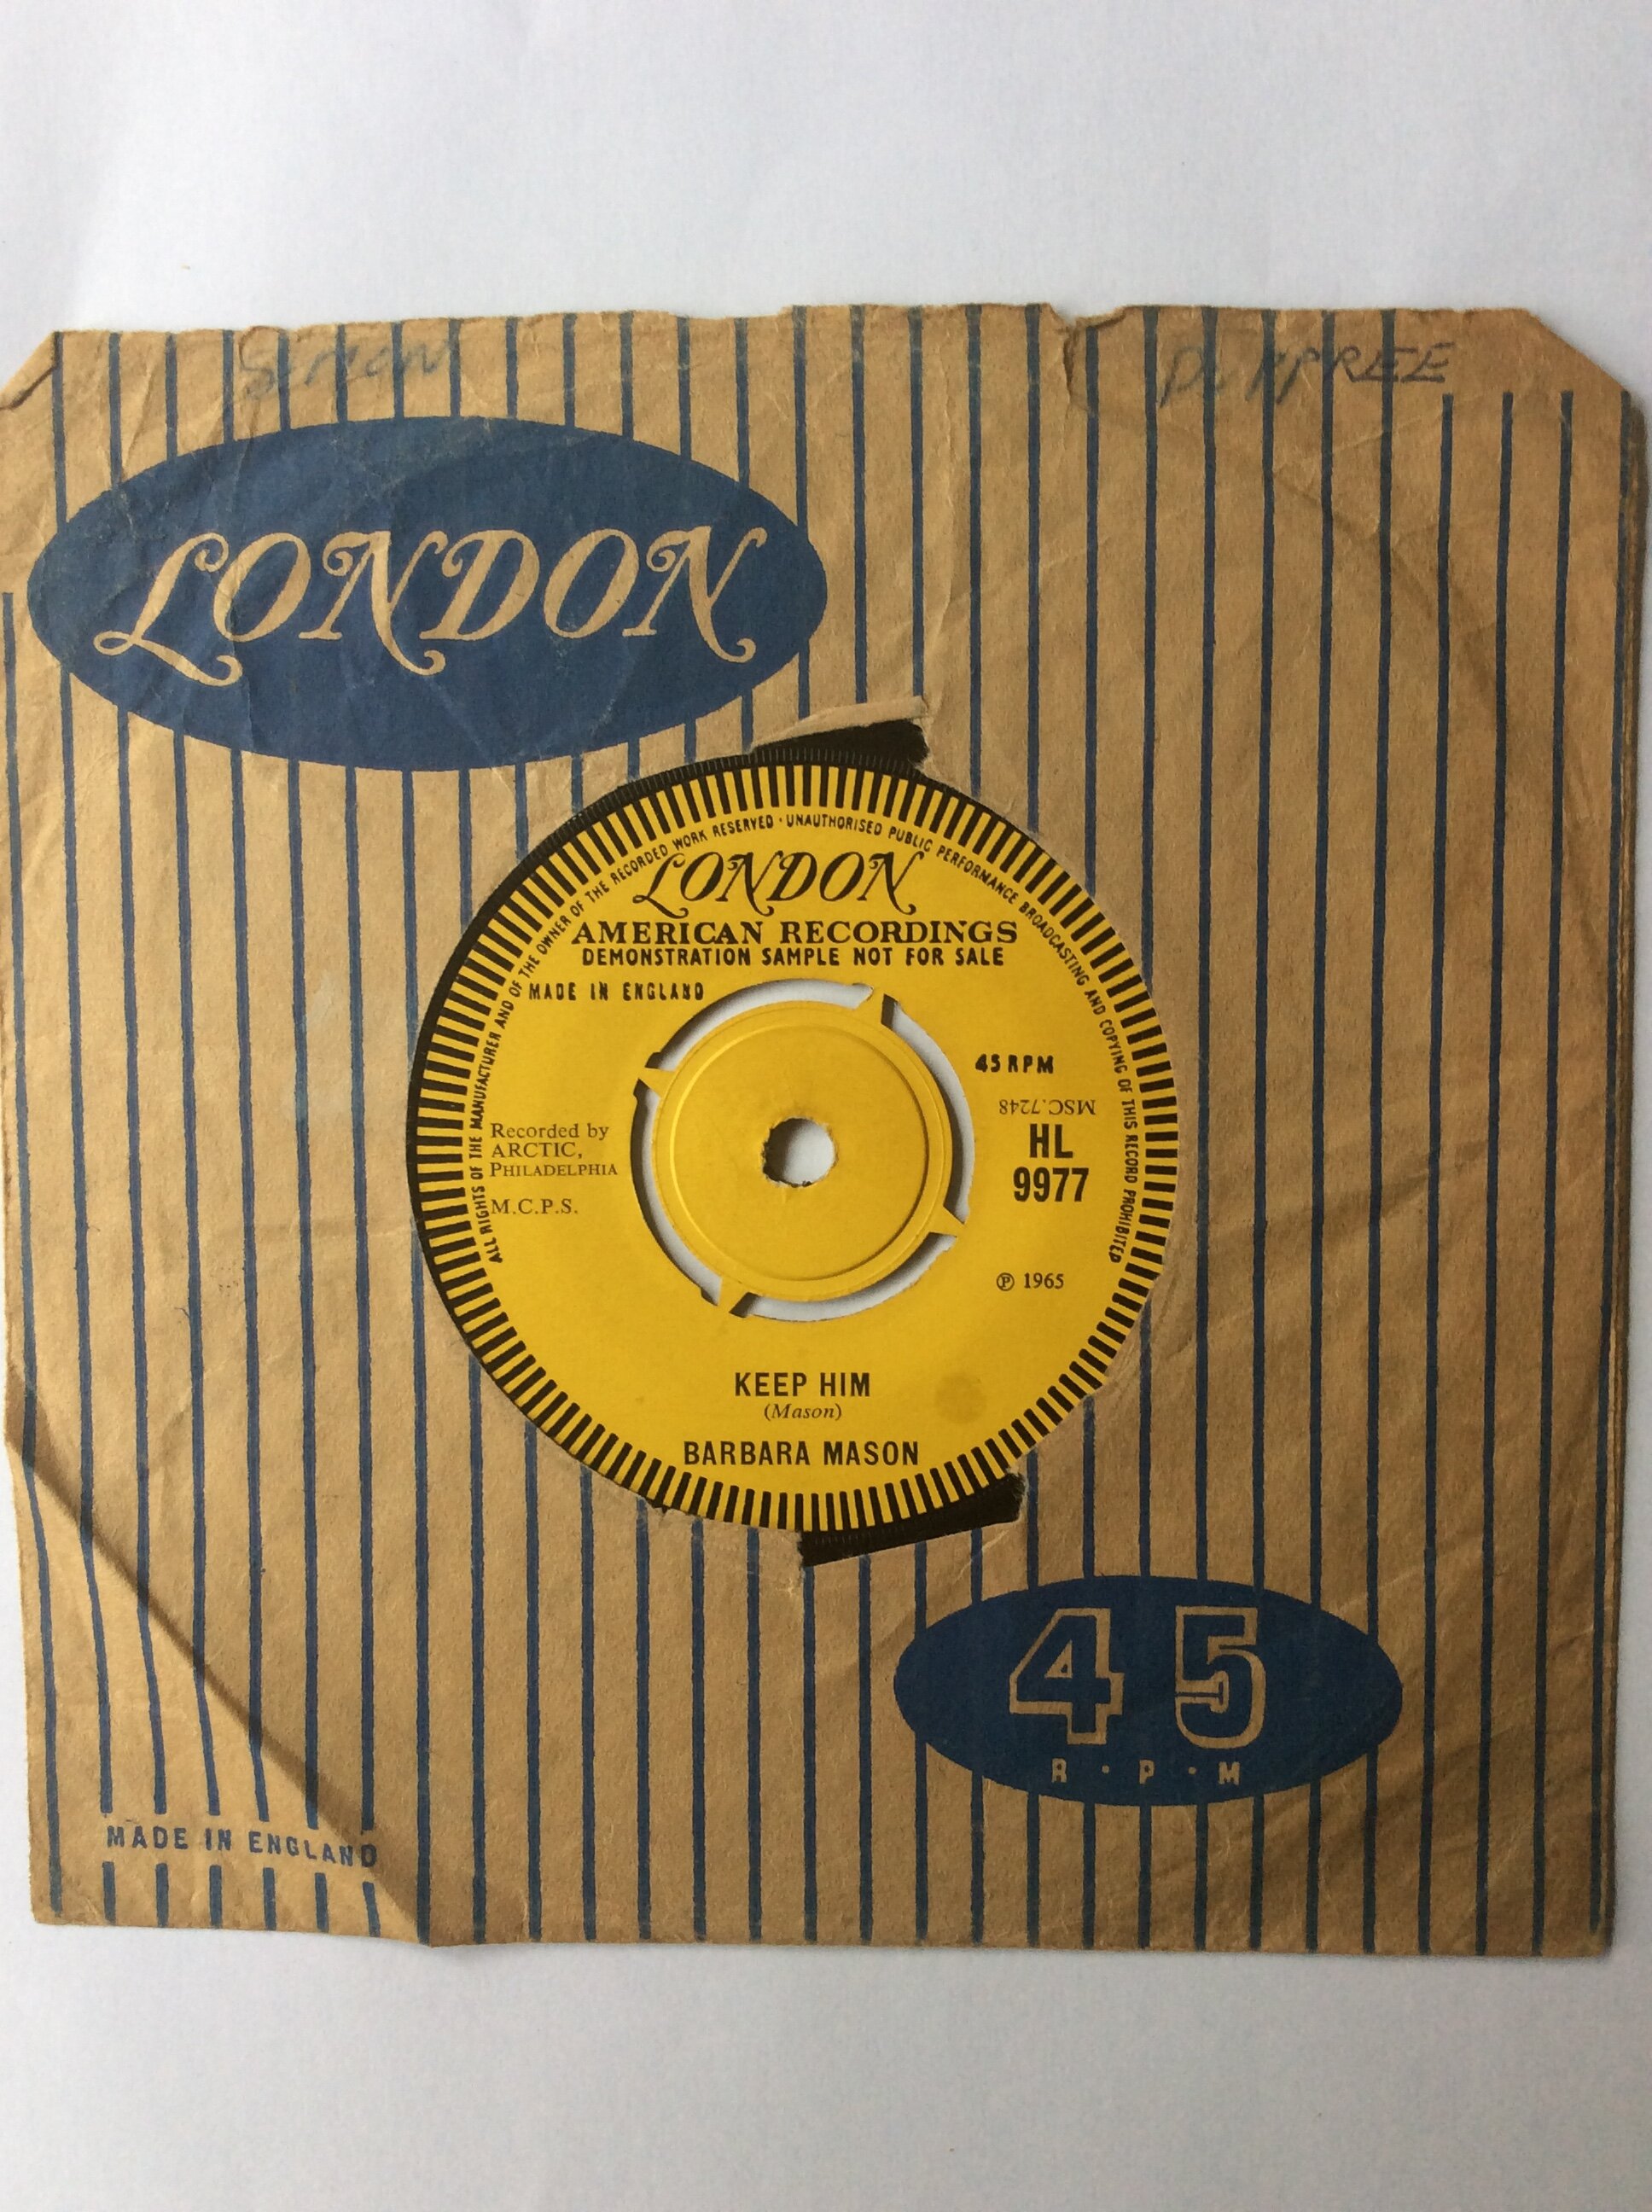 Simon DupPREE
LONDON
ALL RIGHTS OF THE MANUFACTURER AND OF THE OWNER OF THE RECORDED WORK RESERVED · UNAUTHORISED PUBLIC PERFORMANCE BROADCASTING AND COPYING OF THIS RECORD PROHIBITED
LONDON
AMERICAN RECORDINGS
DEMONSTRATION SAMPLE NOT FOR SALE
MADE IN ENGLAND
45 RPM
MSC.7248
HL
9977
Recorded by
ARCTIC,
PHILADELPHIA
M.C.P.S.
℗ 1965
KEEP HIM
(Mason)
BARBARA MASON
45
R·P·M
MADE IN ENGLAND